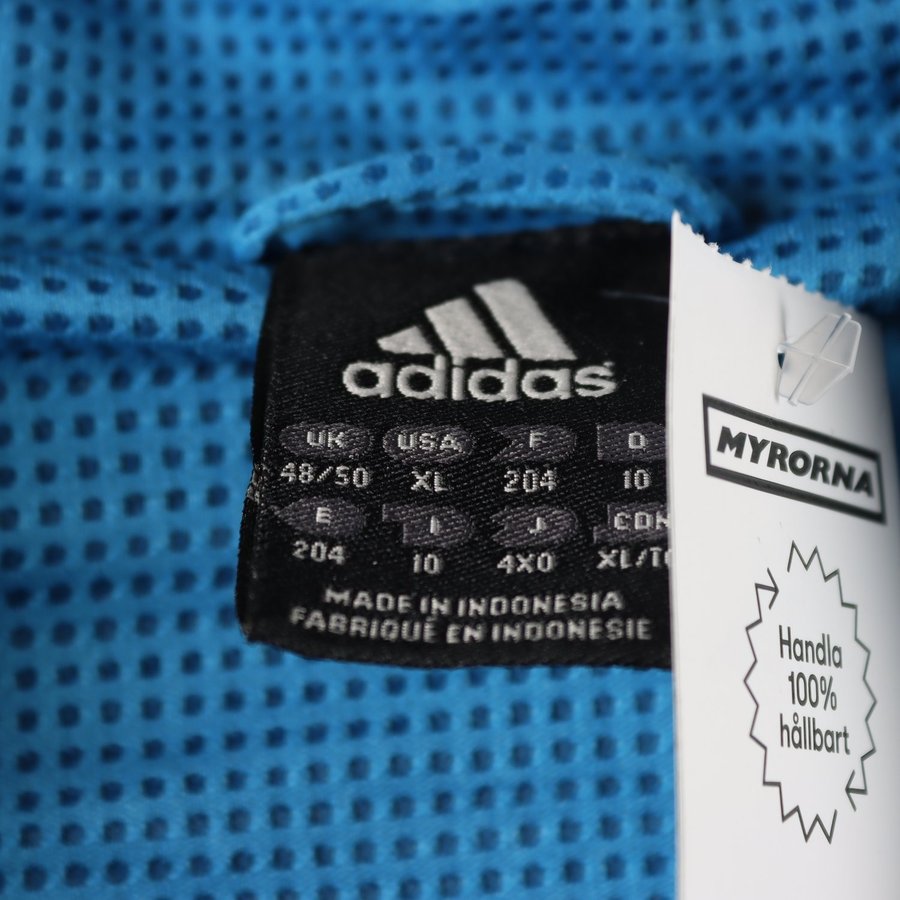 adidas
UK USA F D
48/50 XL 204 10
E I J
204 10 4X0
MADE IN INDONESIA
FABRIQUÉ EN INDONESIE
MYRORNA
Handla
100%
hållbart